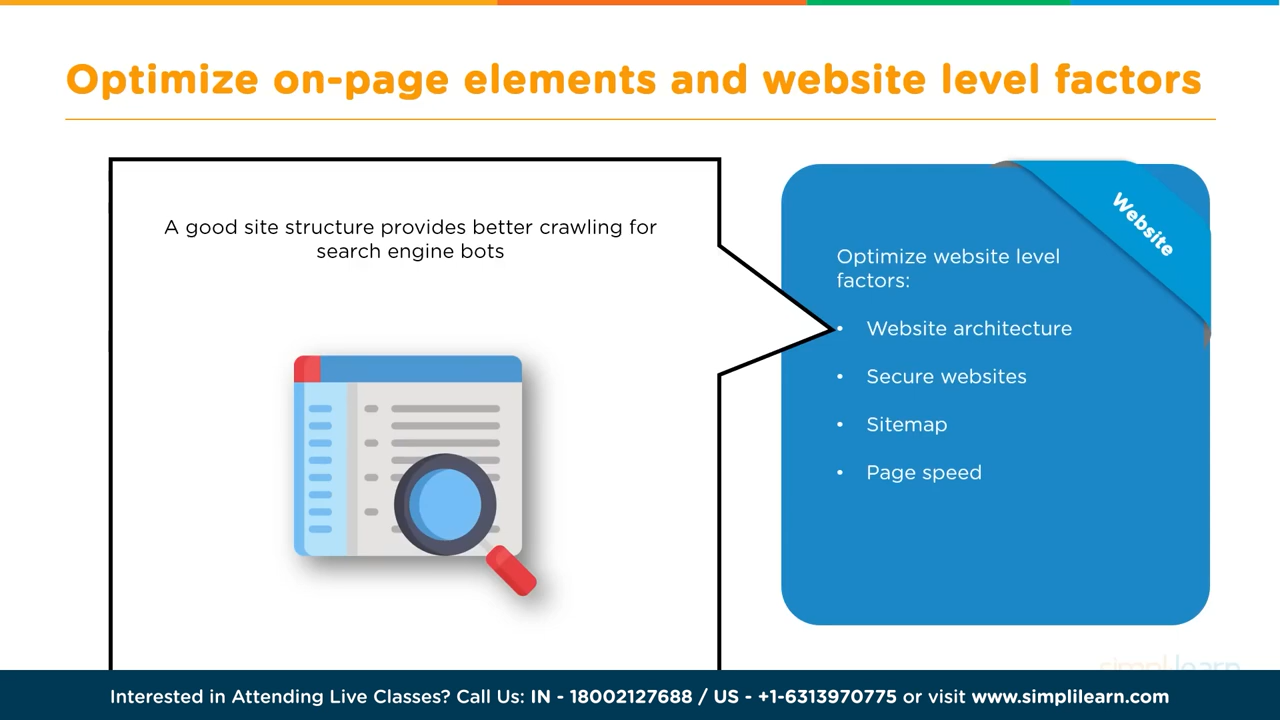 Optimize on-page elements and website level factors
A good site structure provides better crawling for
search engine bots
Website
Optimize website level
factors:
• Website architecture
• Secure websites
• Sitemap
• Page speed
simplilearn
Interested in Attending Live Classes? Call Us: IN - 18002127688 / US - +1-6313970775 or visit www.simplilearn.com